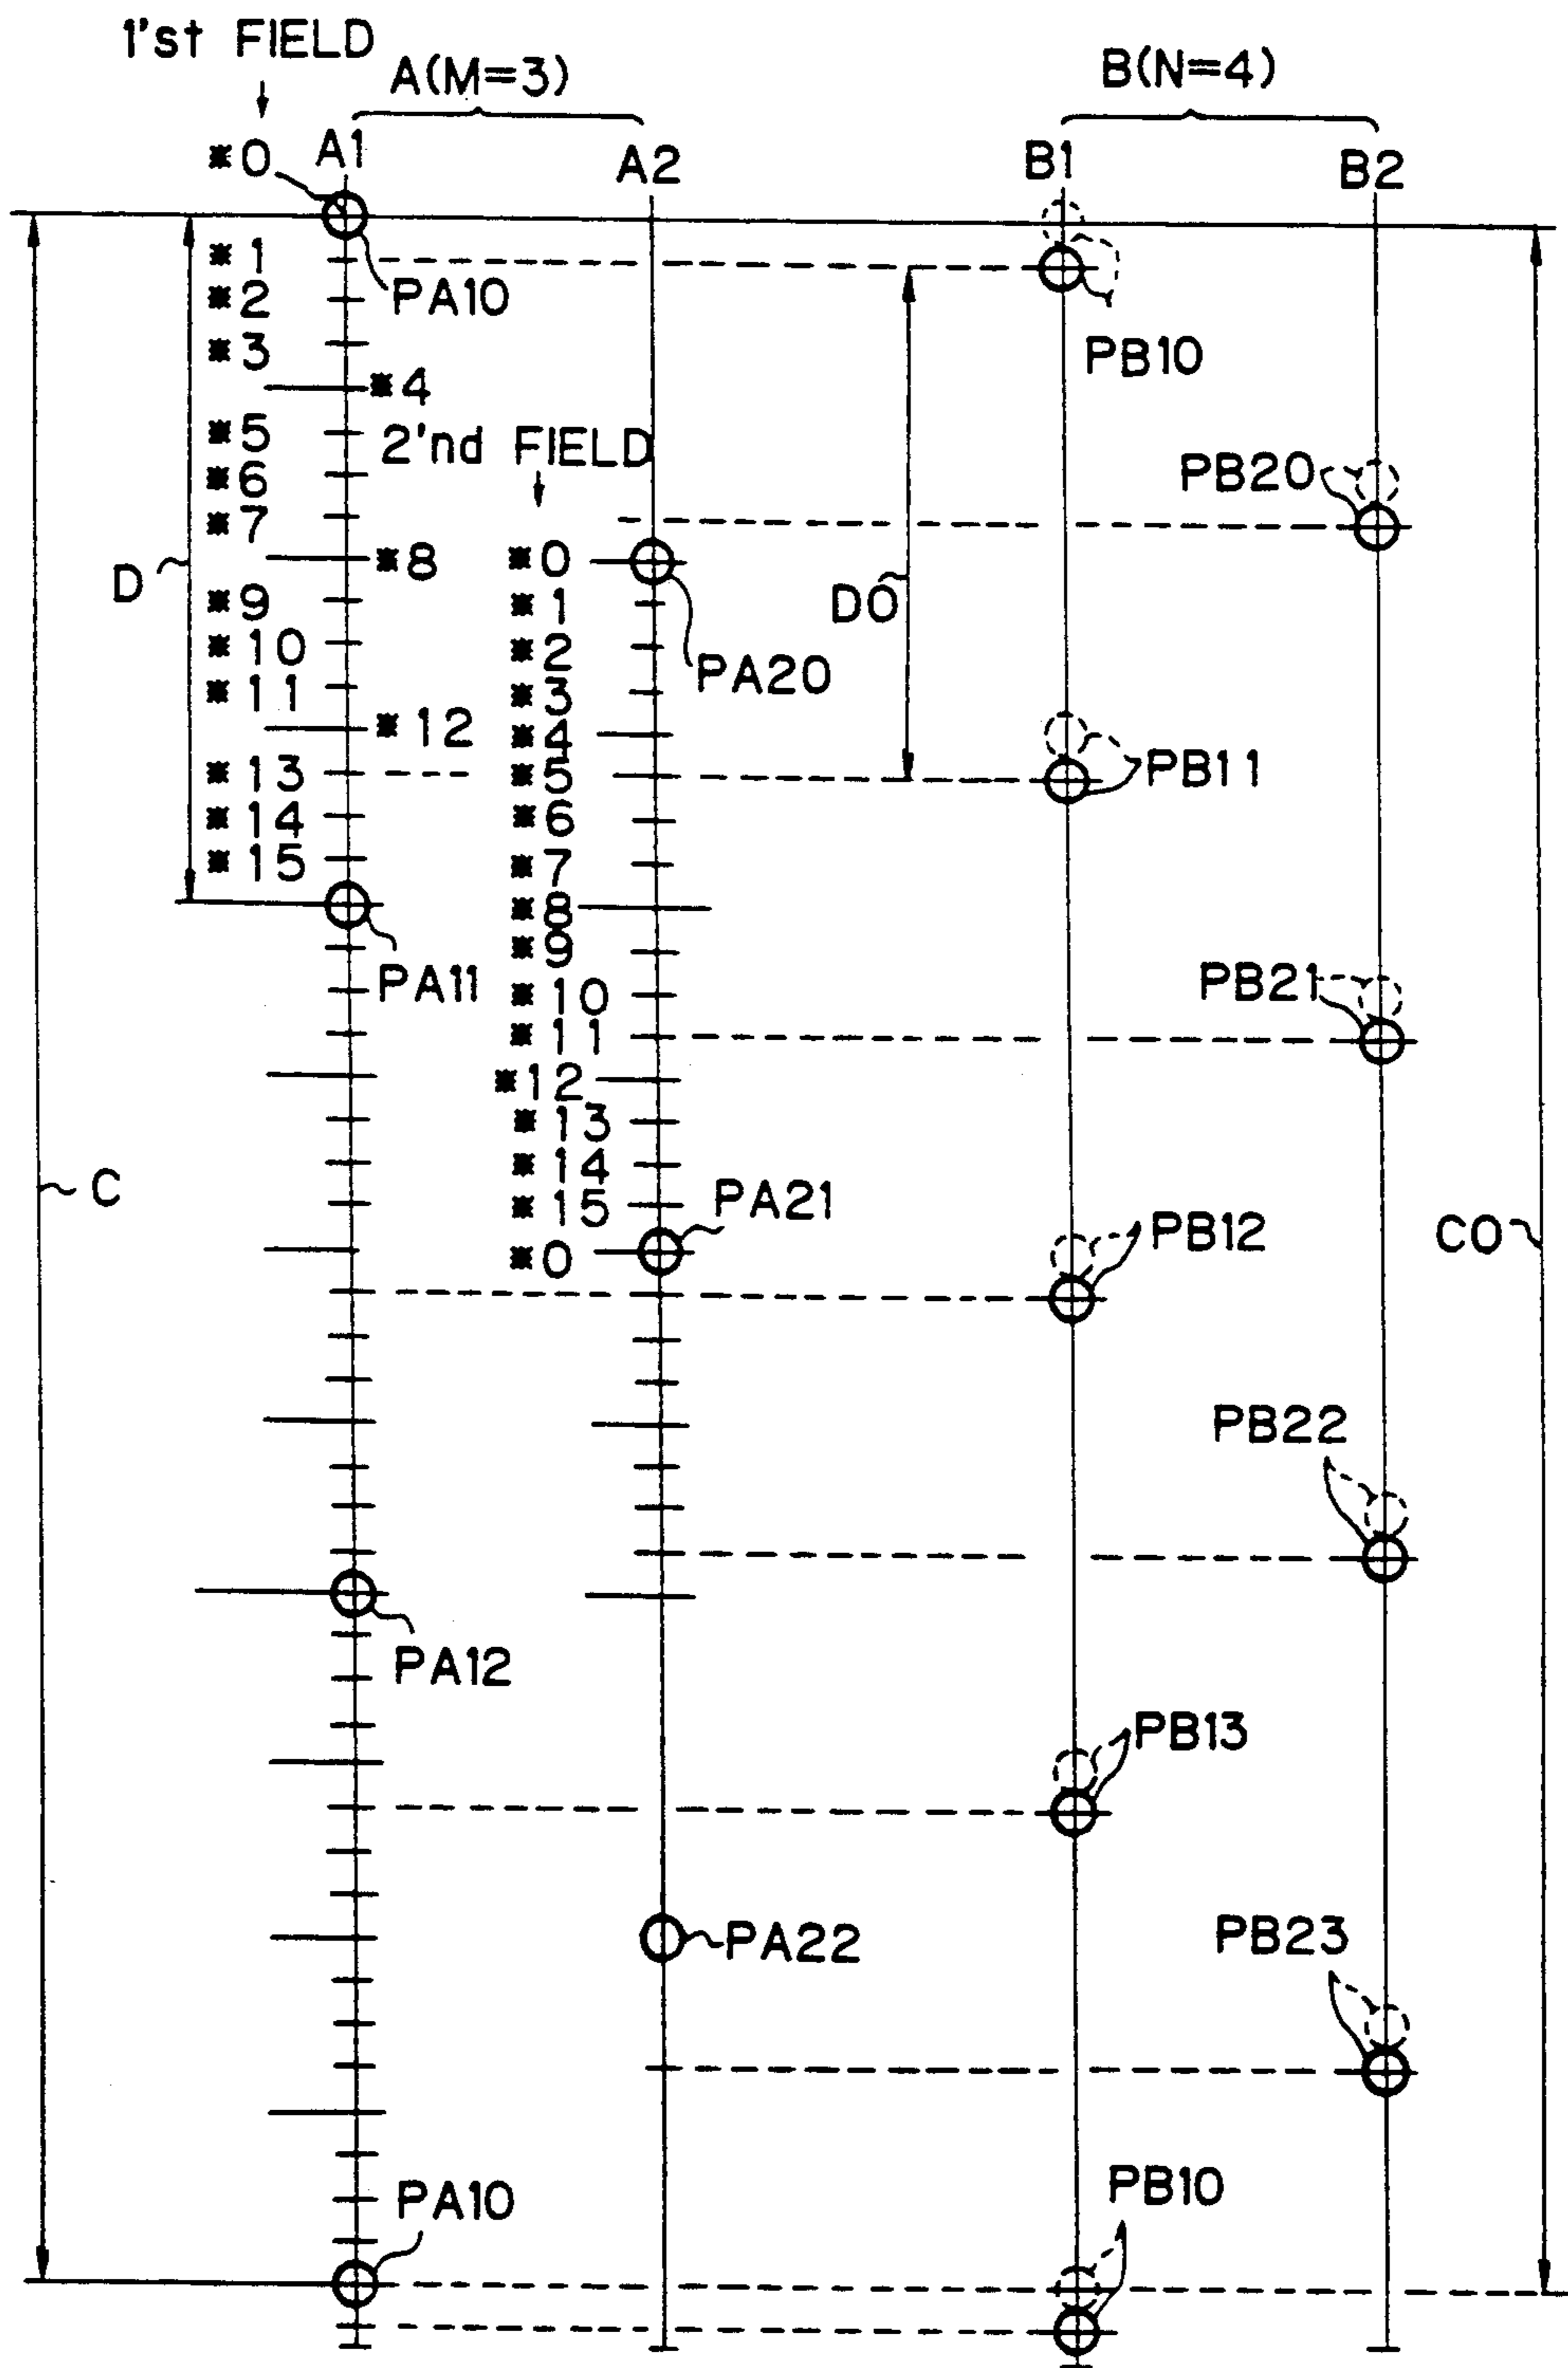 1'st FIELD
A(M=3)
B(N=4)
※0
A1
A2
B1
B2
※1
※2
PA10
※3
PB10
※4
※5
2'nd FIELD
※6
PB20
※7
※8
※0
D
※9
※1
DO
※10
※2
PA20
※11
※3
※12
※4
※13
※5
PB11
※14
※6
※15
※7
※8
※9
PA11
※10
PB21
※11
※12
※13
※14
C
※15
PA21
※0
PB12
CO
PB22
PA12
PB13
PA22
PB23
PB10
PA10